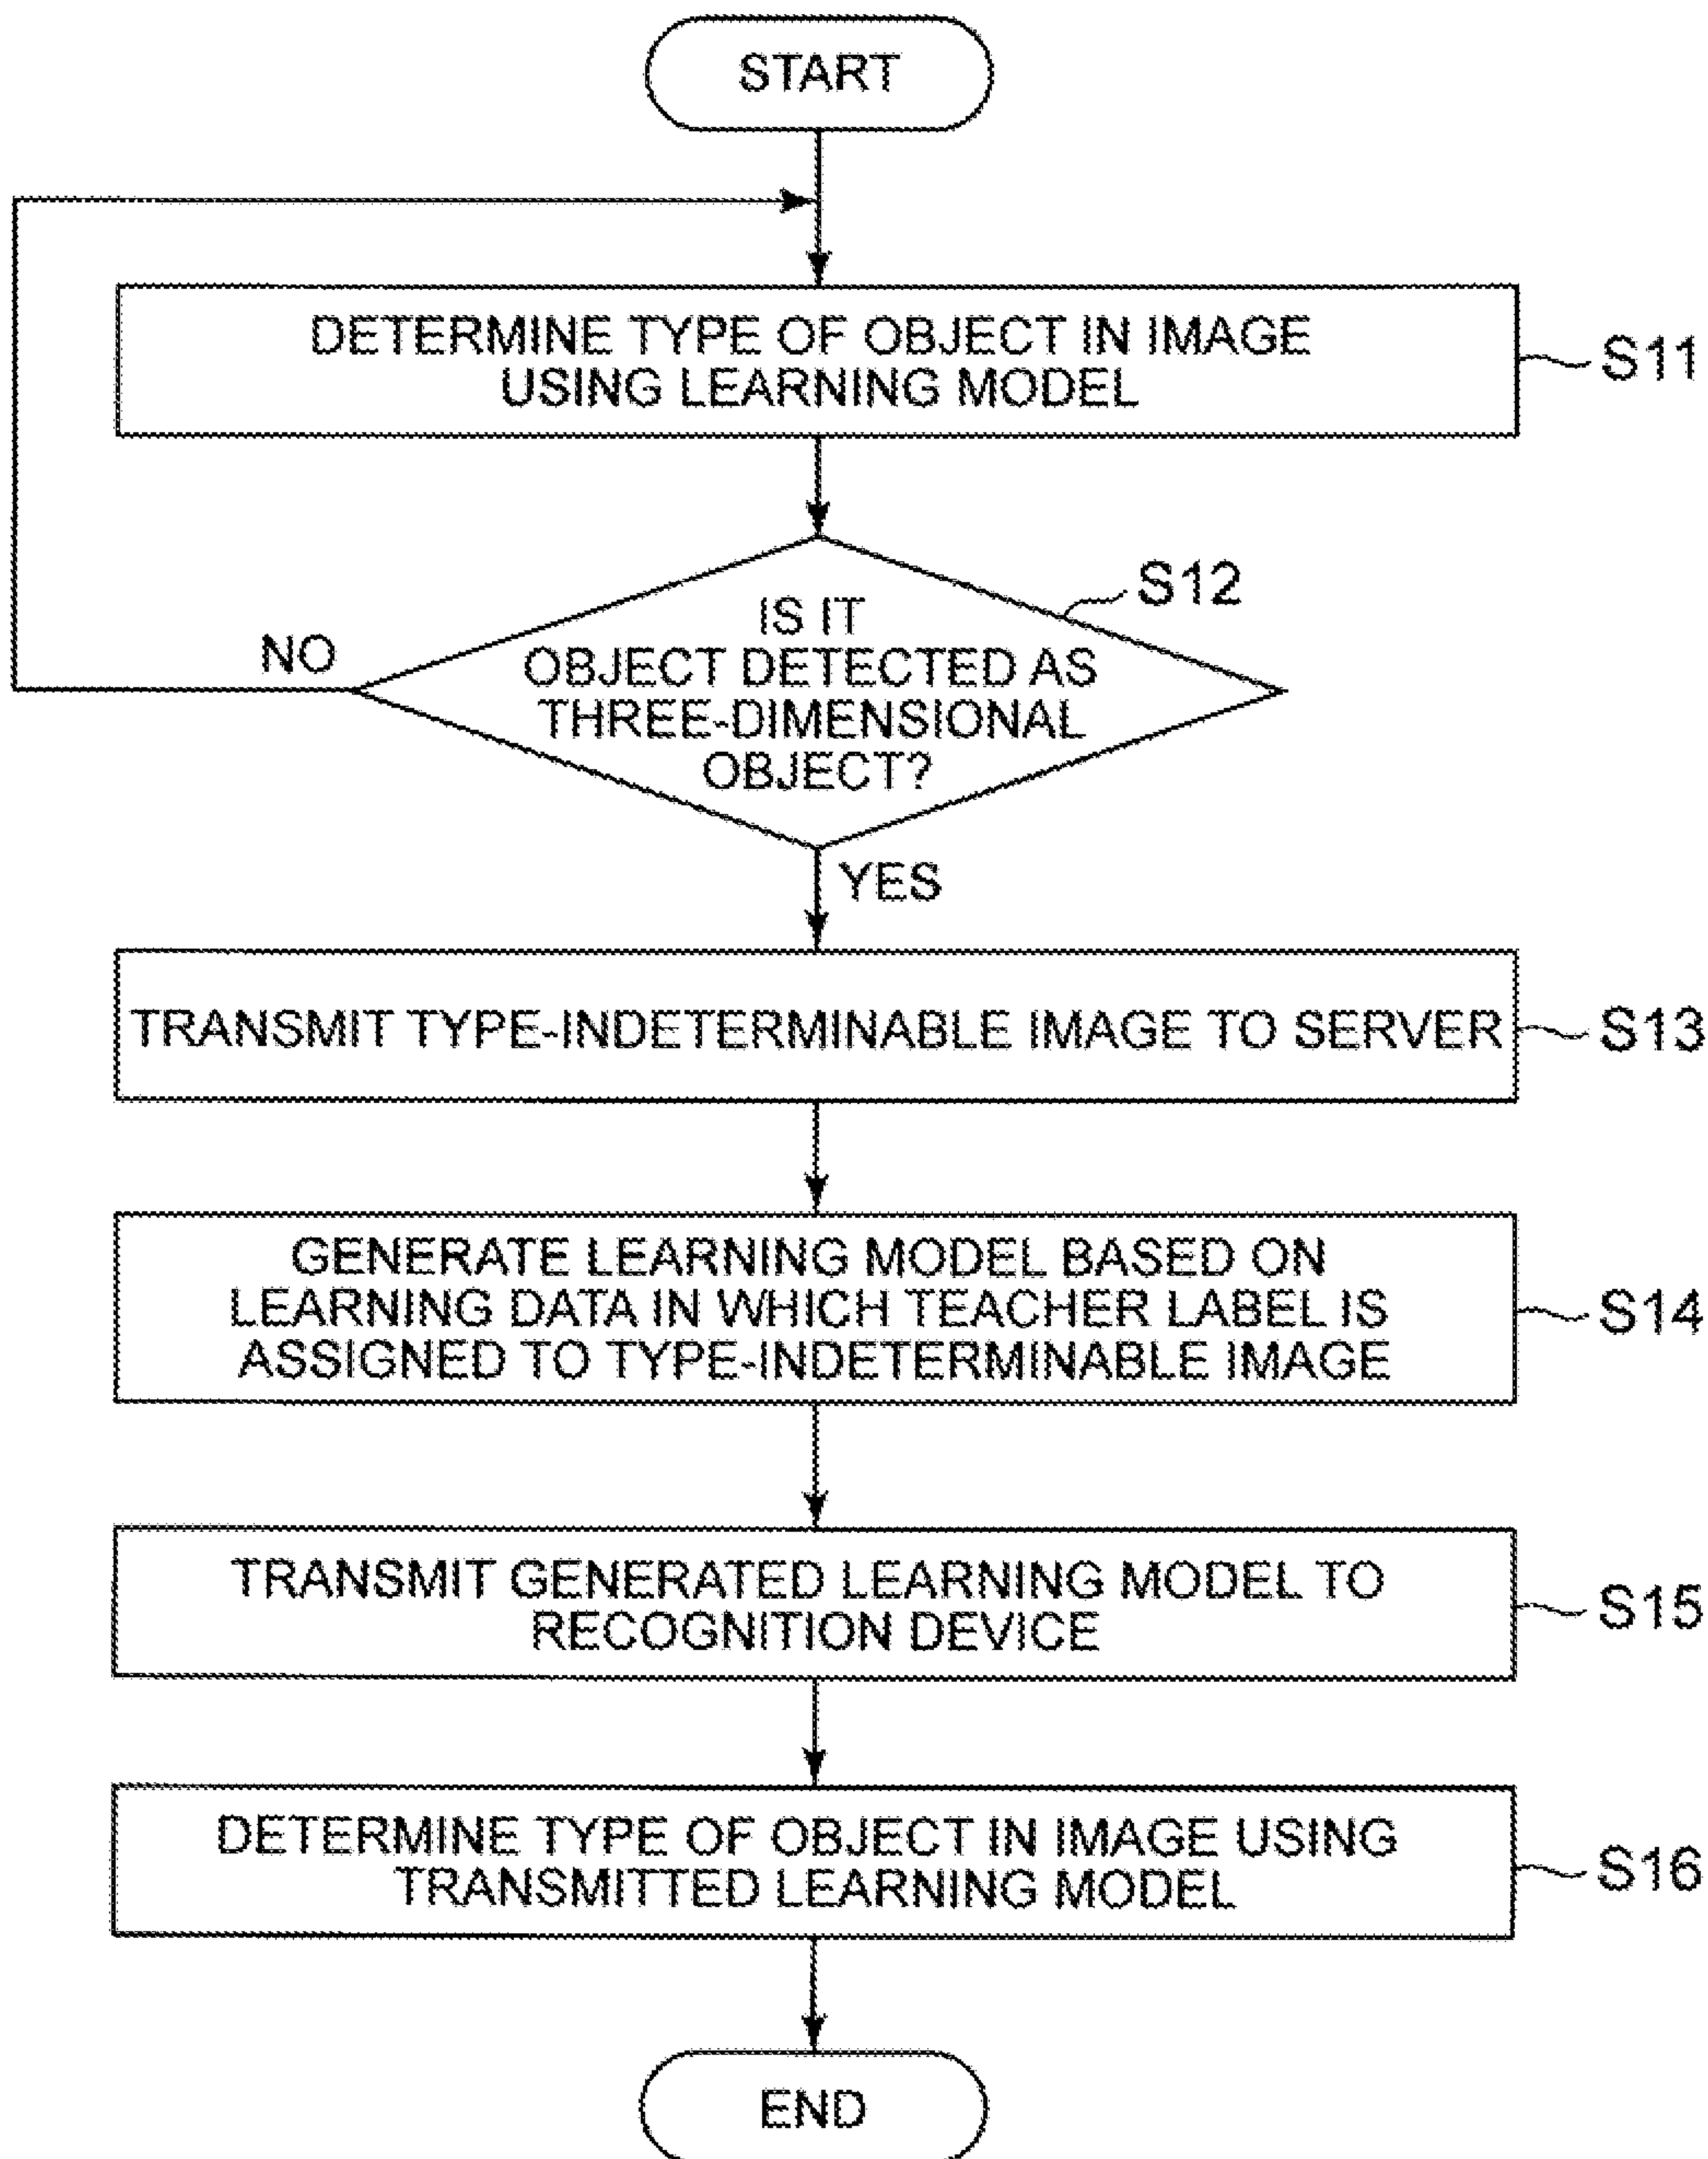 START
DETERMINE TYPE OF OBJECT IN IMAGE
USING LEARNING MODEL
S11
S12
IS IT
OBJECT DETECTED AS
THREE-DIMENSIONAL
OBJECT?
NO
YES
TRANSMIT TYPE-INDETERMINABLE IMAGE TO SERVER
S13
GENERATE LEARNING MODEL BASED ON
LEARNING DATA IN WHICH TEACHER LABEL IS
ASSIGNED TO TYPE-INDETERMINABLE IMAGE
S14
TRANSMIT GENERATED LEARNING MODEL TO
RECOGNITION DEVICE
S15
DETERMINE TYPE OF OBJECT IN IMAGE USING
TRANSMITTED LEARNING MODEL
S16
END